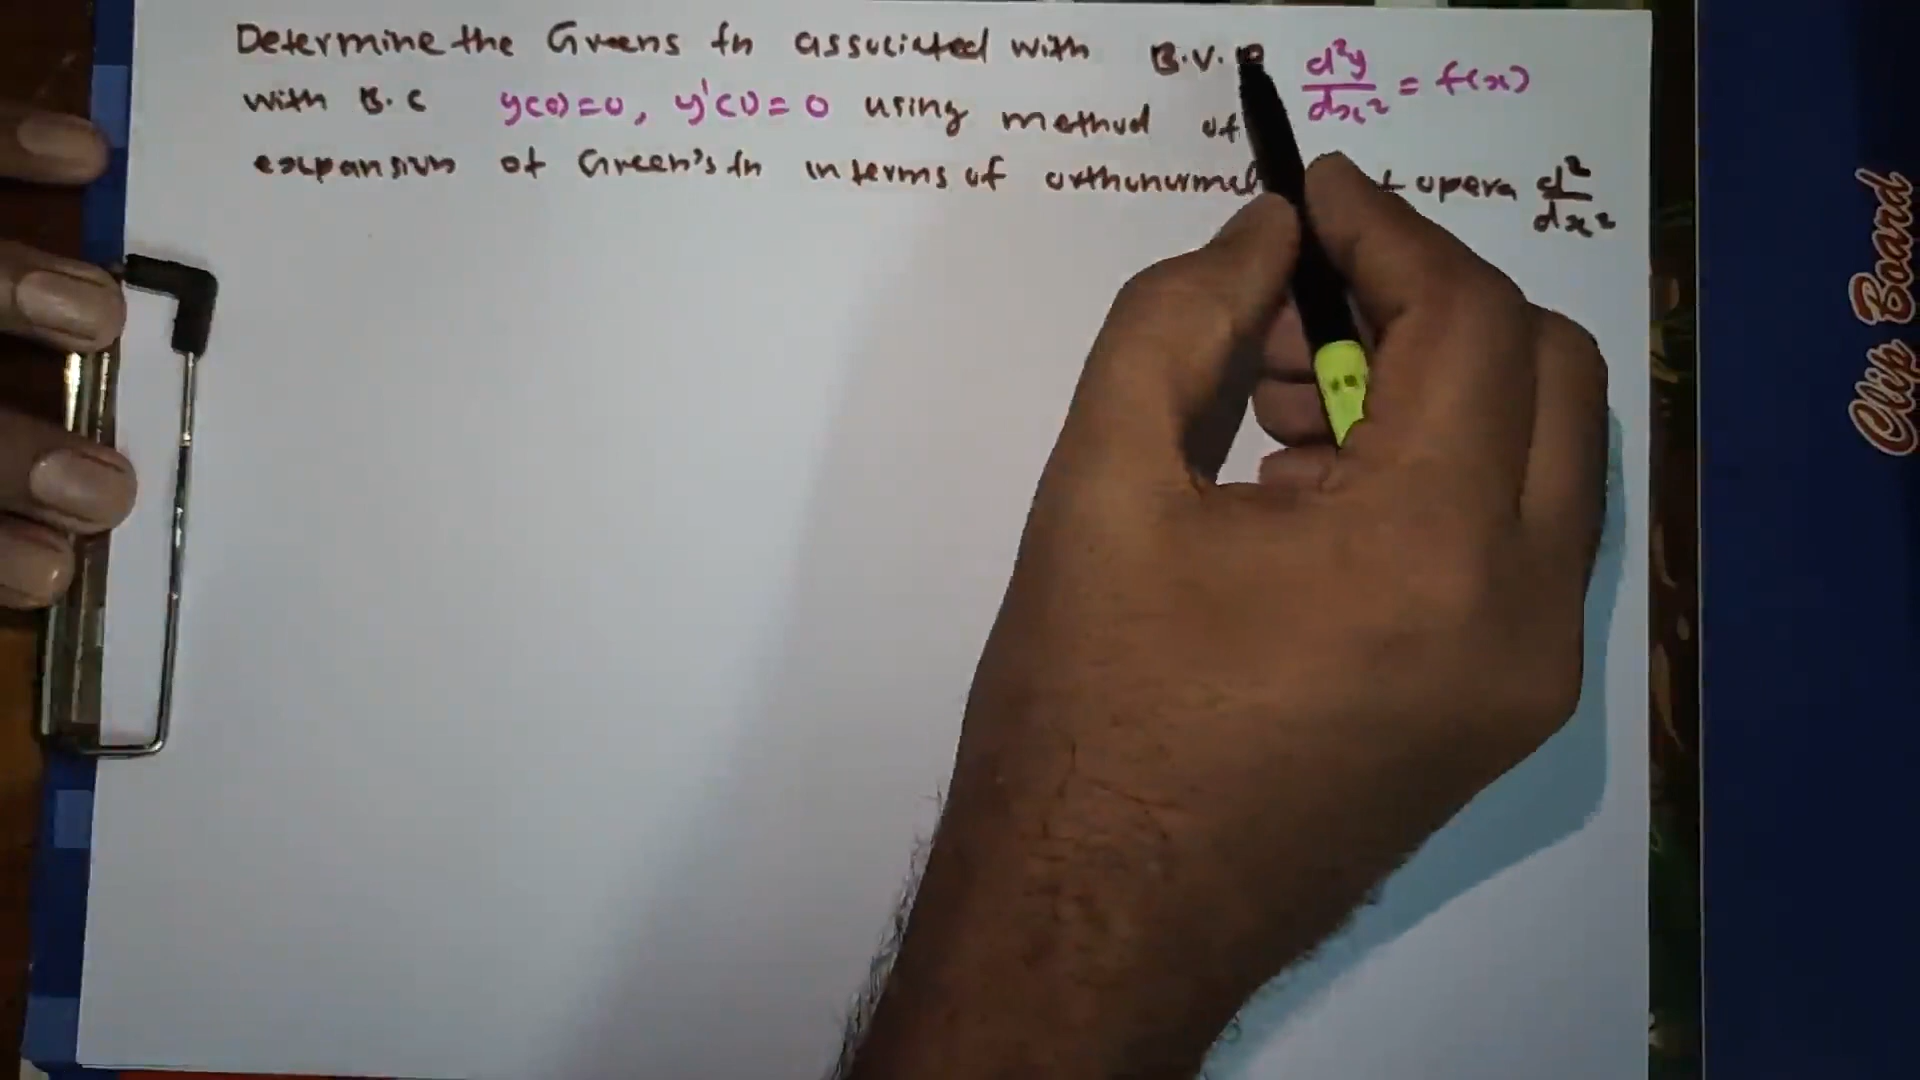 Determine the Greens fn associated with B.V.P d²y/dx² = f(x)
with B.C y(0)=0, y'(1)=0 using method of
expansion of Green's fn in terms of orthonormal opera d²/dx²
Clip Board